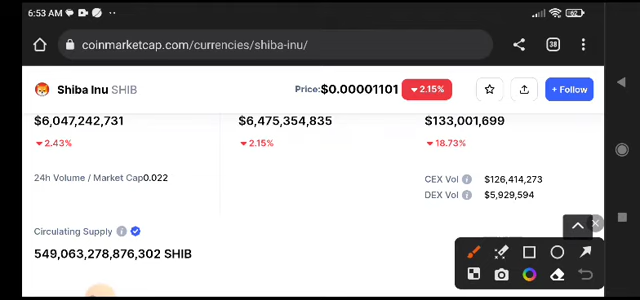 6:53 AM
62
coinmarketcap.com/currencies/shiba-inu/
38
Shiba Inu SHIB
Price:$0.00001101 2.15%
+ Follow
$6,047,242,731 $6,475,354,835 $133,001,699
2.43% 2.15% 18.73%
24h Volume / Market Cap0.022
CEX Vol $126,414,273
DEX Vol $5,929,594
Circulating Supply
549,063,278,876,302 SHIB